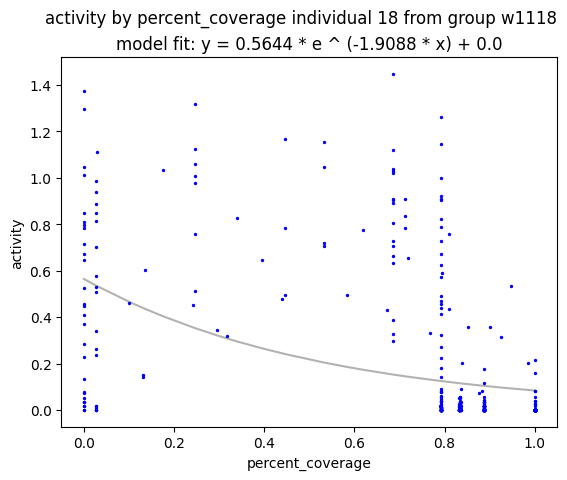 activity by percent_coverage individual 18 from group w1118
model fit: y = 0.5644 * e ^ (-1.9088 * x) + 0.0
1.4
1.2
1.0
0.8
0.6
0.4
0.2
0.0
activity
0.0 0.2 0.4 0.6 0.8 1.0
percent_coverage